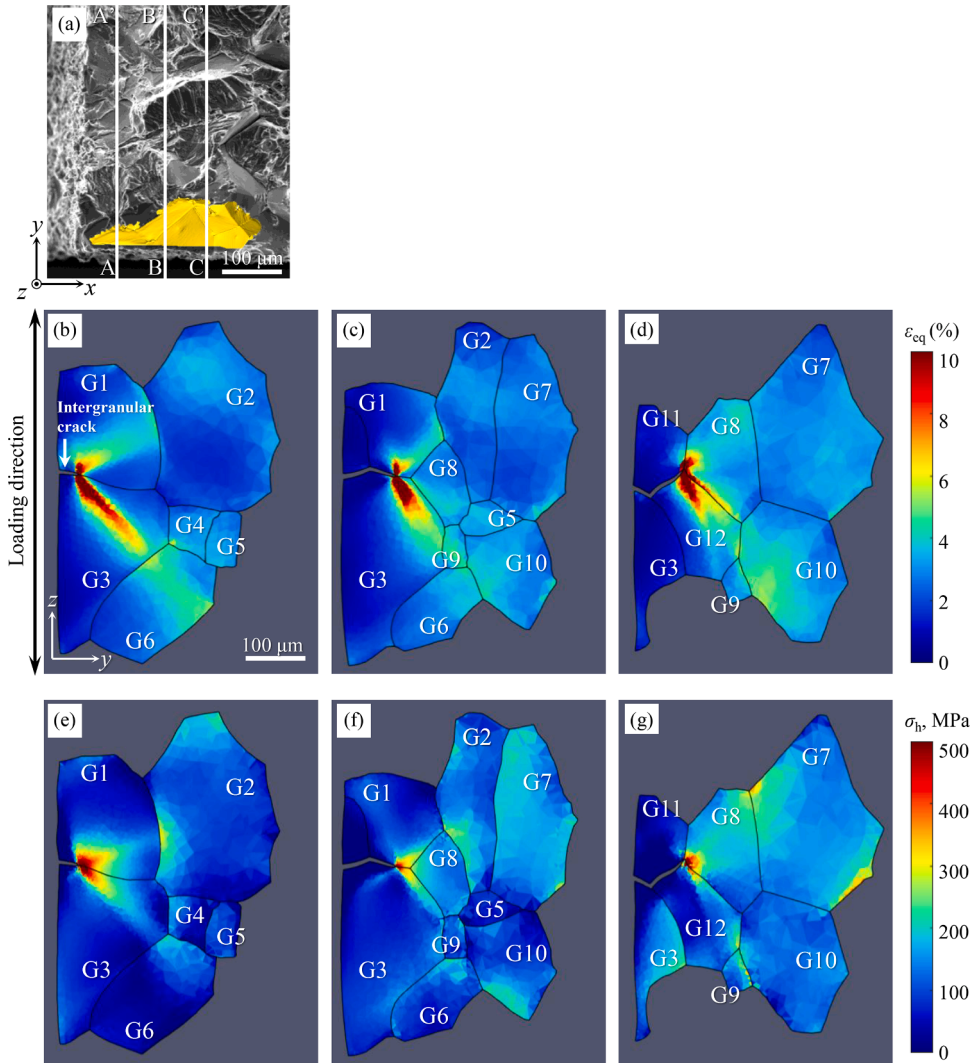 (a)
A' B' C'
A B C
100 μm
y
z x
Loading direction
(b)
G1
G2
Intergranular
crack
G4
G5
G3
G6
z
y
100 μm
(c)
G2
G7
G1
G8
G5
G9
G3
G10
G6
(d)
G7
G11
G8
G12
G3
G10
G9
εeq (%)
10
8
6
4
2
0
(e)
G1
G2
G4
G5
G3
G6
(f)
G2
G7
G1
G8
G5
G9
G3
G10
G6
(g)
G7
G11
G8
G12
G3
G10
G9
σh, MPa
500
400
300
200
100
0